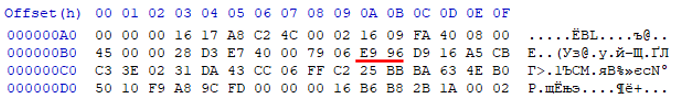 Offset(h) 00 01 02 03 04 05 06 07 08 09 0A 0B 0C 0D 0E 0F
000000A0 00 00 00 16 17 A8 C2 4C 00 02 16 09 FA 40 08 00 .....ЁВL....ъ@..
000000B0 45 00 00 28 D3 E7 40 00 79 06 E9 96 D9 16 A5 CB E..(Уз@.y.й–Щ.ҐЛ
000000C0 C3 3E 02 31 DA 43 CC 06 FF C2 25 BB BA 63 4E B0 Г>.1ЪCМ.яВ%»єcN°
000000D0 50 10 F9 A8 9C FD 00 00 00 16 B6 B8 2B 1A 00 02 P.щЁњэ....¶ё+...